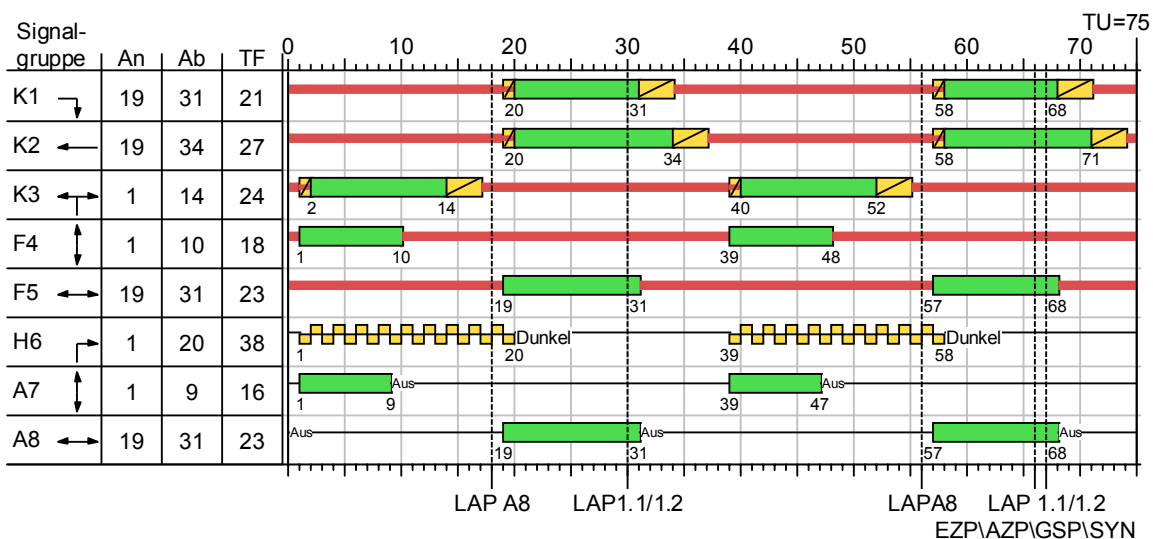 TU=75
Signal-
gruppe An Ab TF 0 10 20 30 40 50 60 70
K1 19 31 21
20 31 58 68
K2 19 34 27
20 34 58 71
K3 1 14 24
2 14 40 52
F4 1 10 18
1 10 39 48
F5 19 31 23
19 31 57 68
H6 1 20 38 Dunkel Dunkel
1 20 39 58
A7 1 9 16 Aus Aus
1 9 39 47
A8 19 31 23 Aus Aus Aus
19 31 57 68
LAP A8 LAP1.1/1.2 LAPA8 LAP 1.1/1.2
EZP\AZP\GSP\SYN